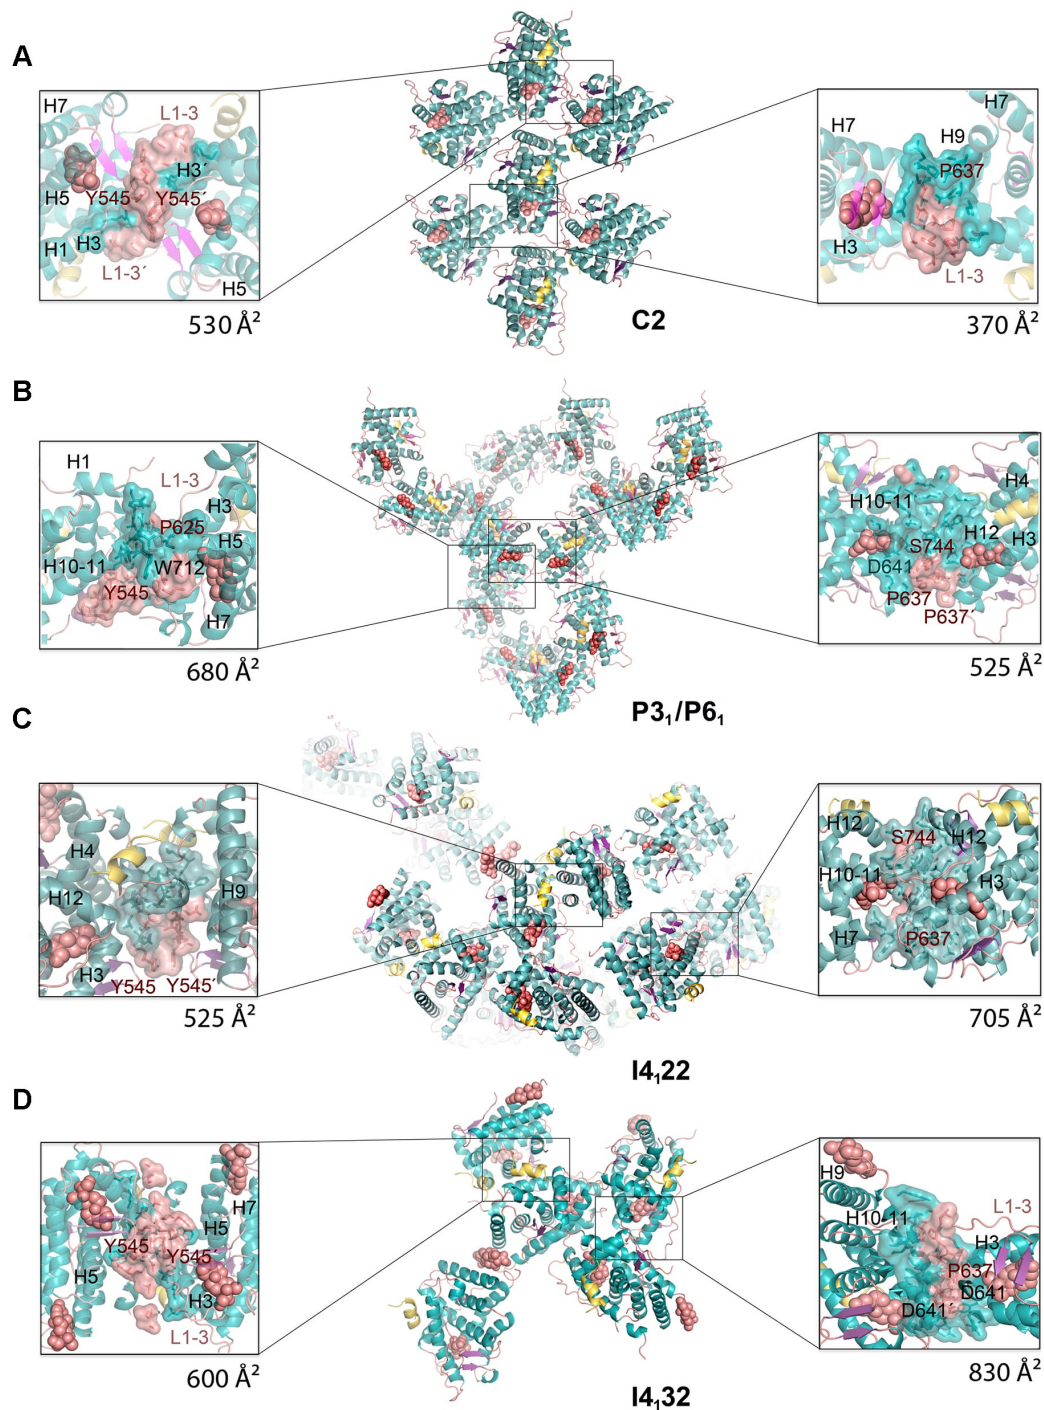 A
H7
L1-3
H3´
H5
Y545
Y545´
H1
H3
L1-3´
H5
530 Å²
C2
H7
H7
H9
P637
H3
L1-3
370 Å²
B
H1
L1-3
H3
P625
H5
H10-11
W712
Y545
H7
680 Å²
P3₁/P6₁
H4
H10-11
H12
H3
S744
D641
P637
P637´
525 Å²
C
H4
H12
H9
H3
Y545
Y545´
525 Å²
I4₁22
H12
S744
H12
H10-11
H3
H7
P637
705 Å²
D
H7
H5
Y545
Y545´
H5
H3
L1-3
600 Å²
I4₁32
H9
H10-11
L1-3
H3
P637
D641
D641´
830 Å²